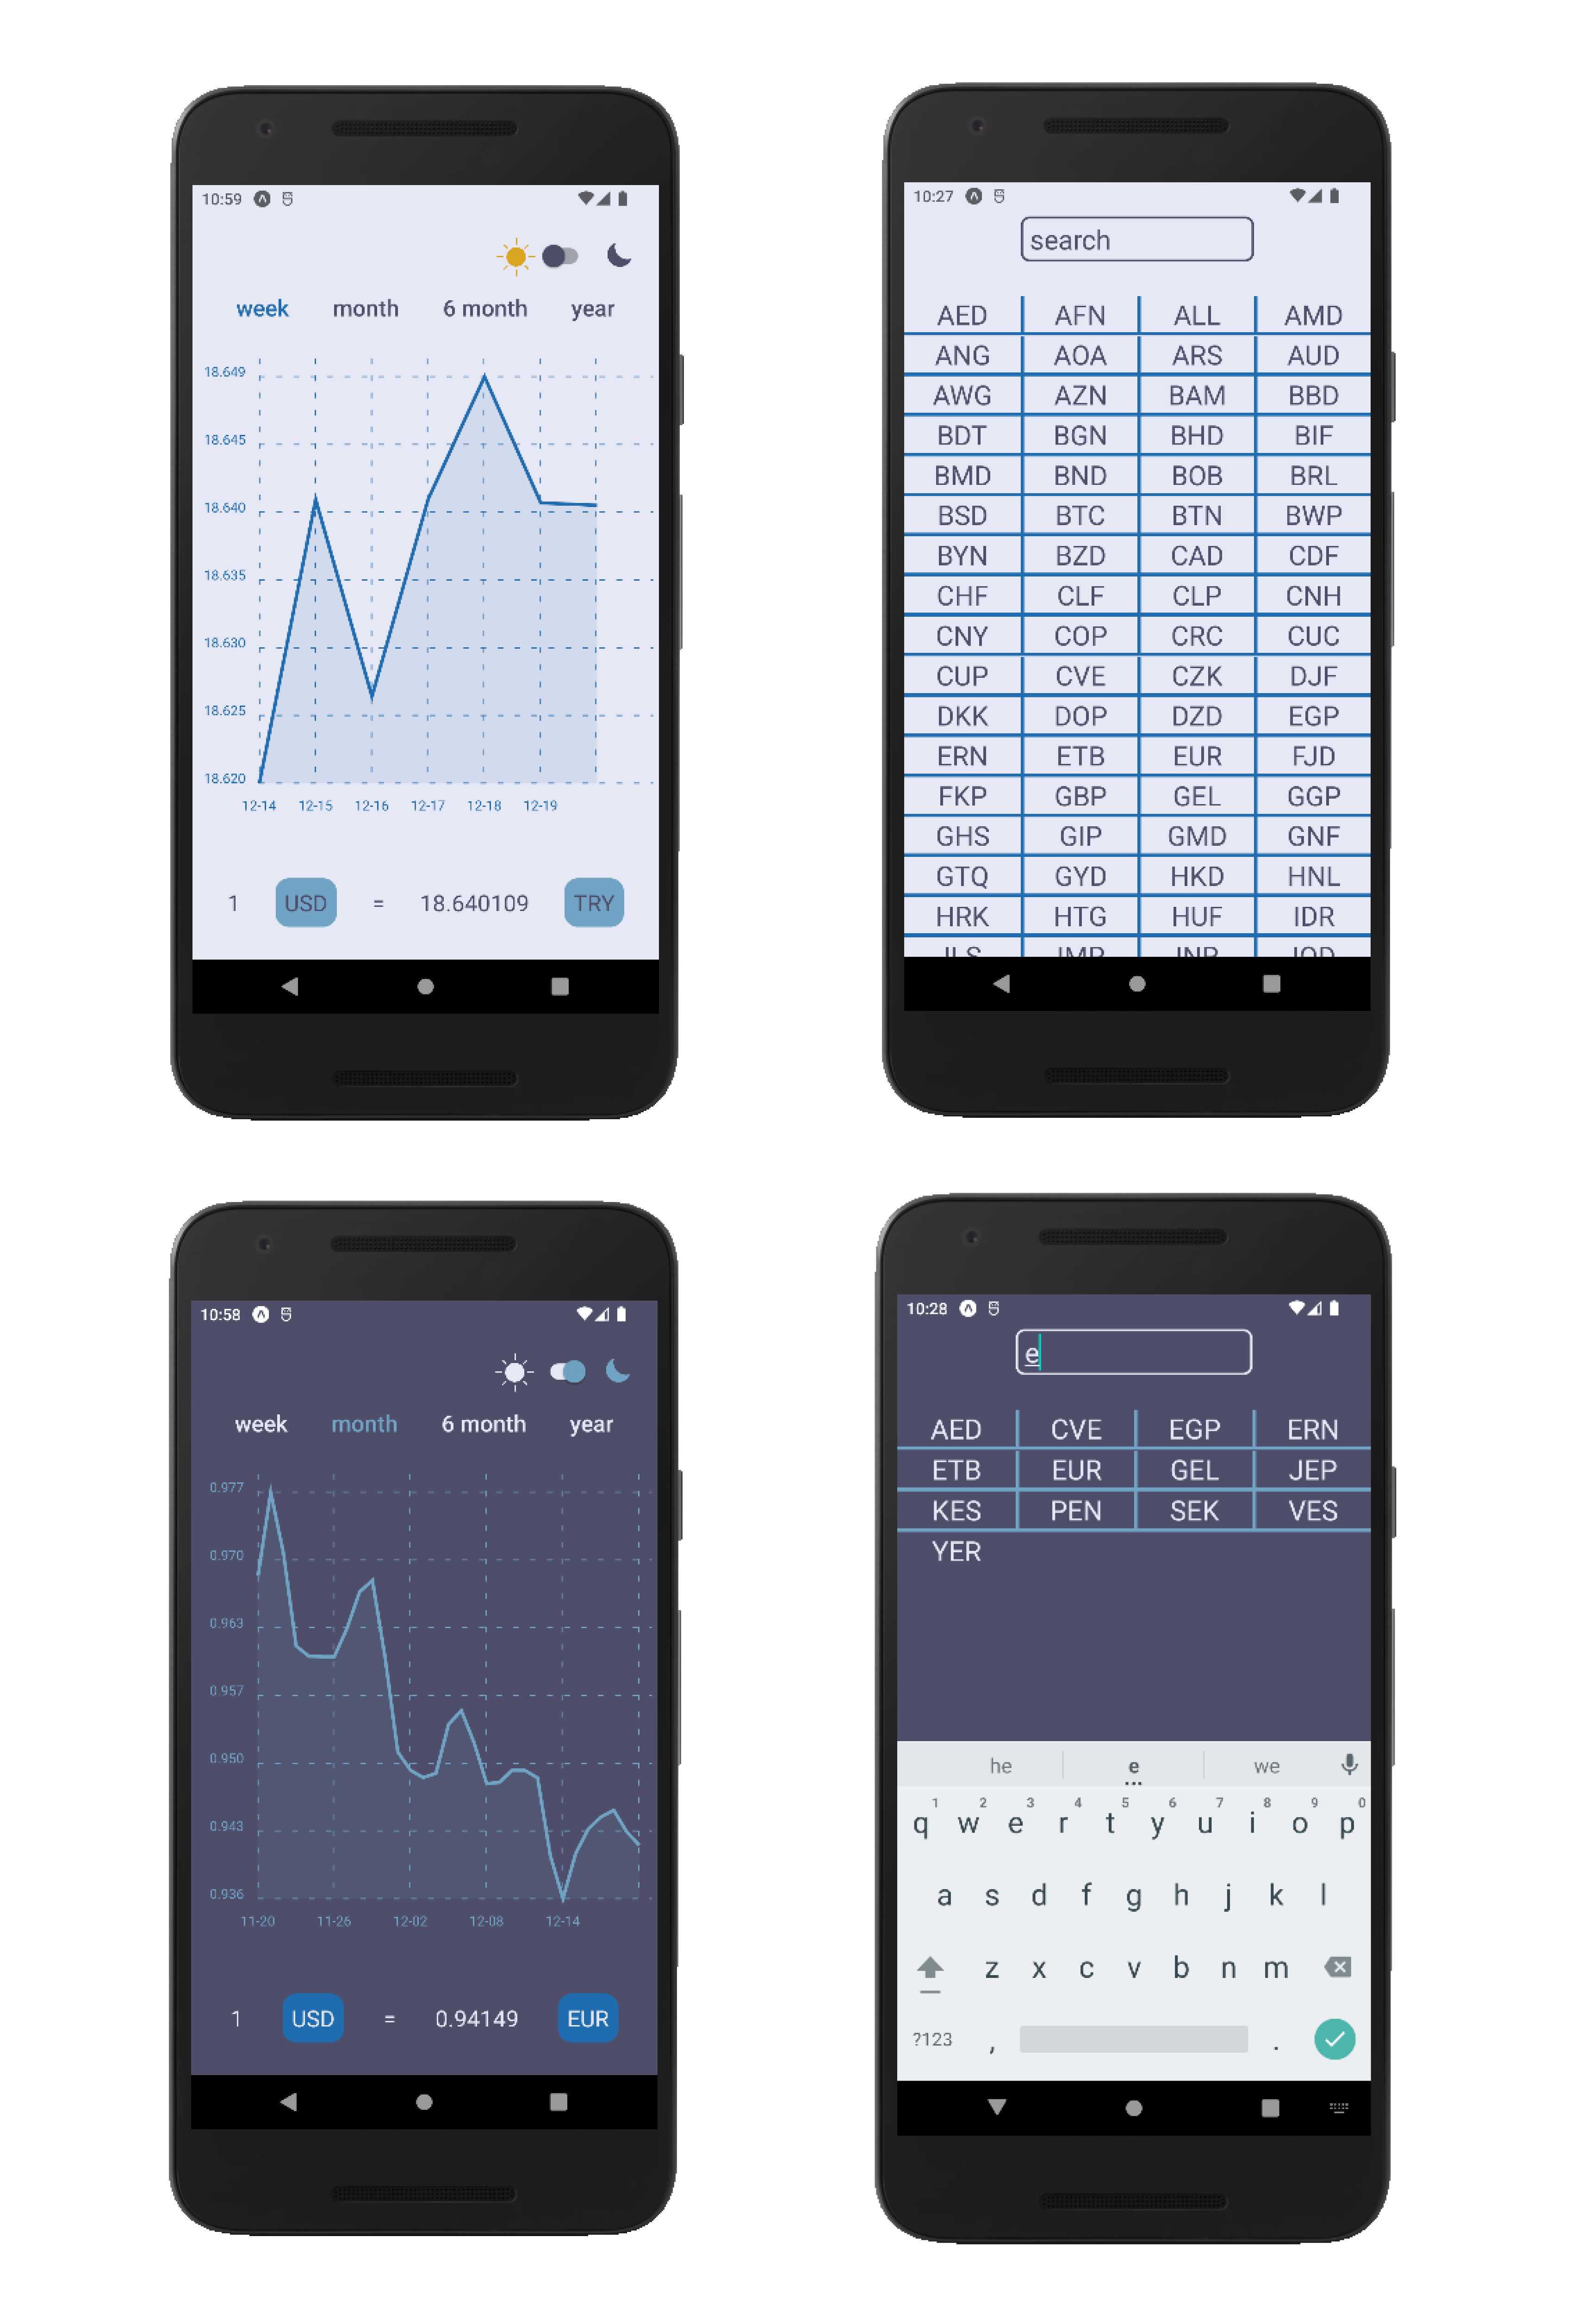 10:59
week month 6 month year
18.649
18.645
18.640
18.635
18.630
18.625
18.620
12-14 12-15 12-16 12-17 12-18 12-19
1 USD = 18.640109 TRY
10:27
search
AED AFN ALL AMD
ANG AOA ARS AUD
AWG AZN BAM BBD
BDT BGN BHD BIF
BMD BND BOB BRL
BSD BTC BTN BWP
BYN BZD CAD CDF
CHF CLF CLP CNH
CNY COP CRC CUC
CUP CVE CZK DJF
DKK DOP DZD EGP
ERN ETB EUR FJD
FKP GBP GEL GGP
GHS GIP GMD GNF
GTQ GYD HKD HNL
HRK HTG HUF IDR
ILS IMP INR IQD
10:58
week month 6 month year
0.977
0.970
0.963
0.957
0.950
0.943
0.936
11-20 11-26 12-02 12-08 12-14
1 USD = 0.94149 EUR
10:28
e
AED CVE EGP ERN
ETB EUR GEL JEP
KES PEN SEK VES
YER
he e we
1 2 3 4 5 6 7 8 9 0
q w e r t y u i o p
a s d f g h j k l
z x c v b n m
?123 , .